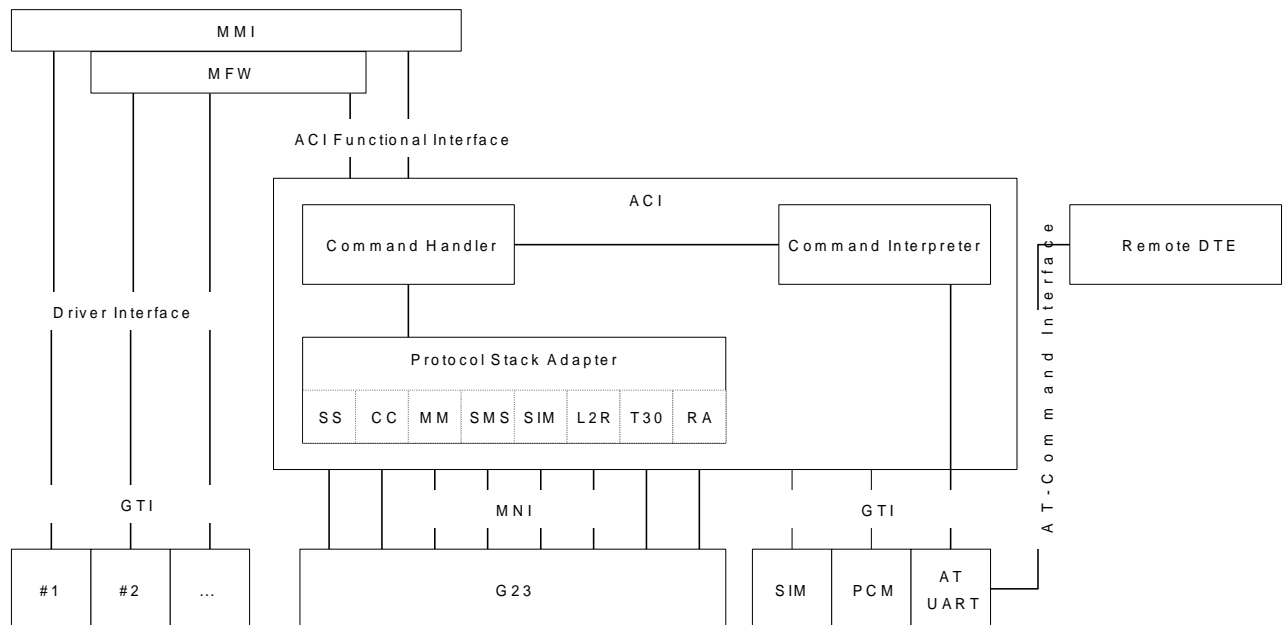 MMI
MFW
ACI Functional Interface
ACI
Command Handler
Command Interpreter
Remote DTE
AT-Command Interface
Driver Interface
Protocol Stack Adapter
SS CC MM SMS SIM L2R T30 RA
GTI
MNI
GTI
#1 #2 ...
G23
SIM PCM AT
UART